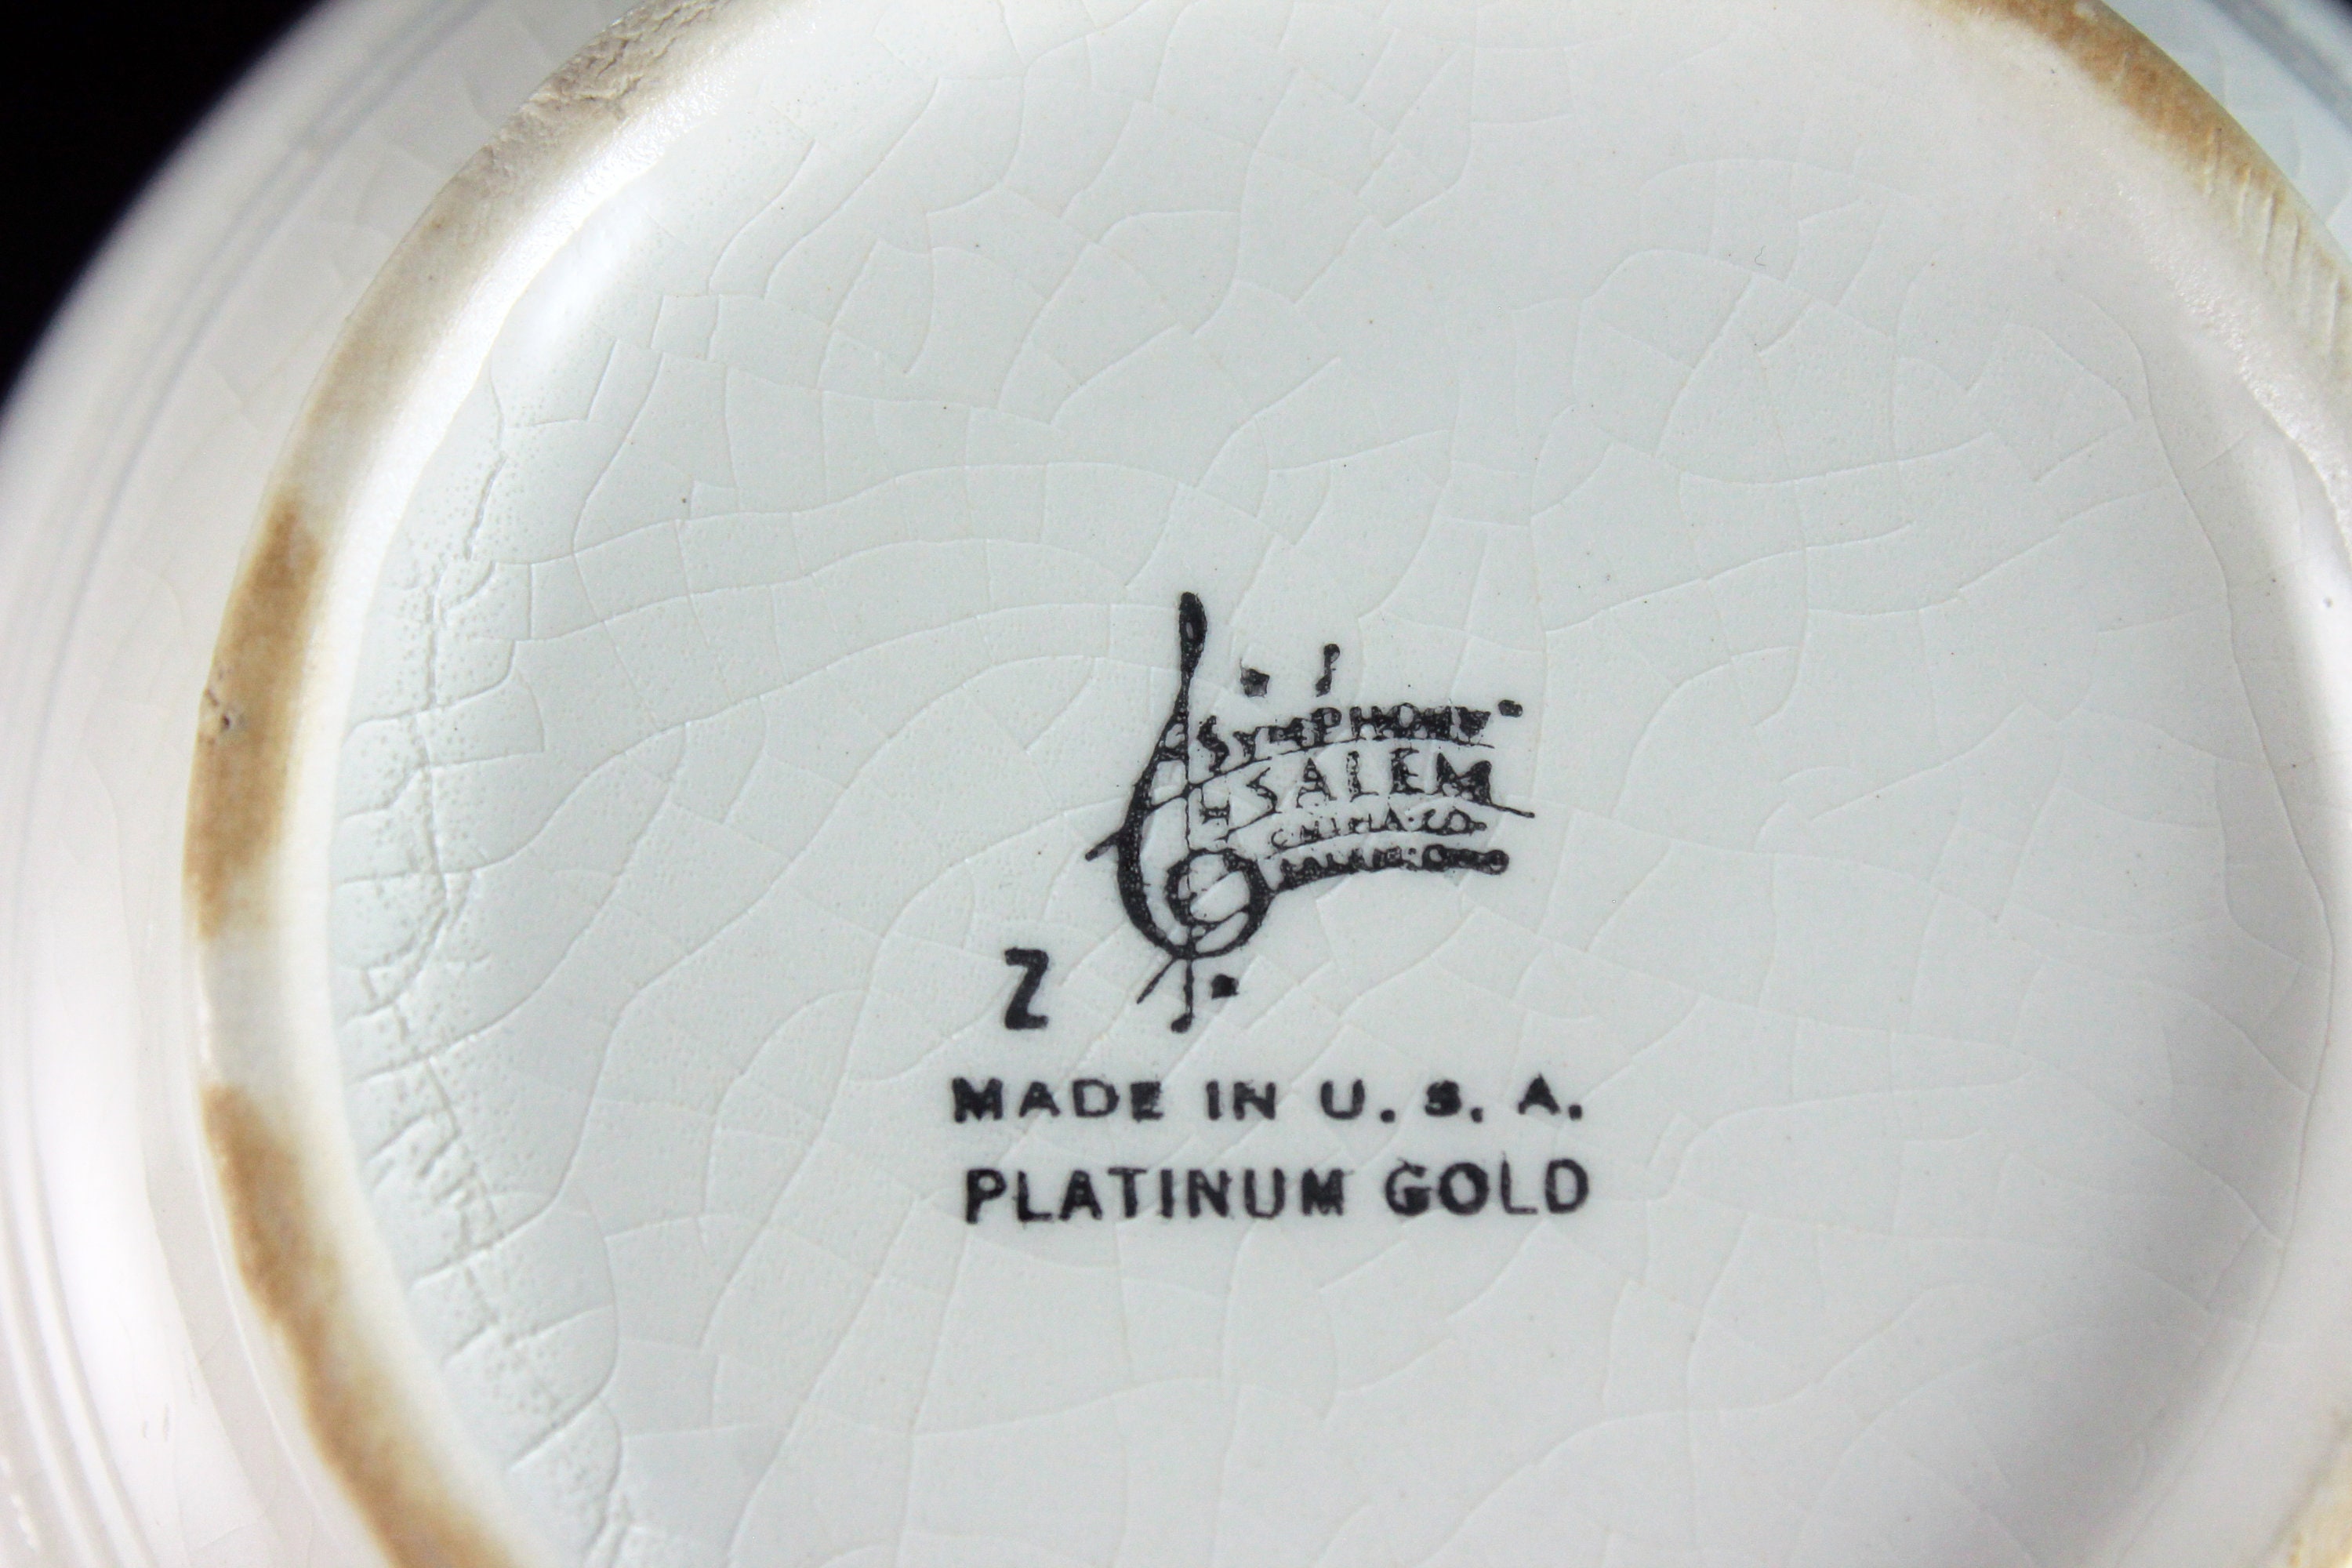 SYMPHONY
SALEM
CHINA CO.
SALEM: OHIO
Z
MADE IN U. S. A.
PLATINUM GOLD